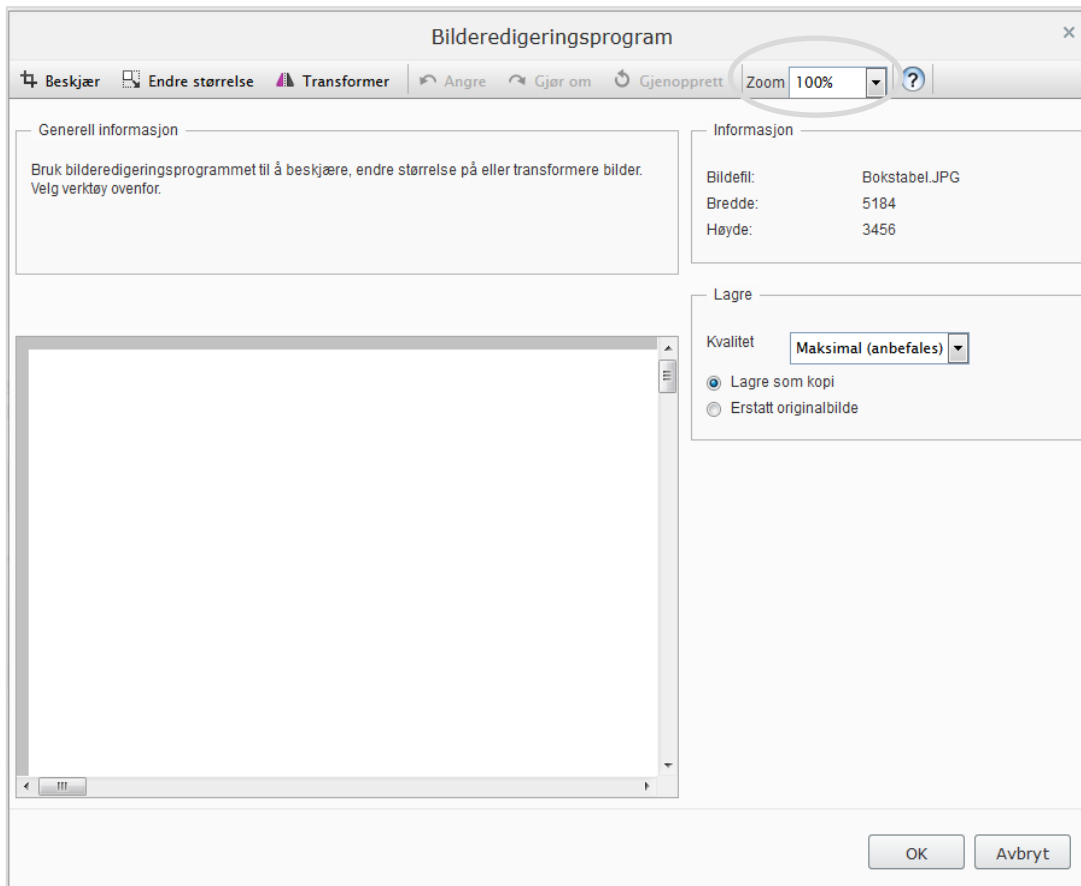 Bilderedigeringsprogram
Beskjær Endre størrelse Transformer Angre Gjør om Gjenopprett Zoom 100% ?
Generell informasjon
Bruk bilderedigeringsprogrammet til å beskjære, endre størrelse på eller transformere bilder.
Velg verktøy ovenfor.
Informasjon
Bildefil: Bokstabel.JPG
Bredde: 5184
Høyde: 3456
Lagre
Kvalitet Maksimal (anbefales)
Lagre som kopi
Erstatt originalbilde
OK Avbryt